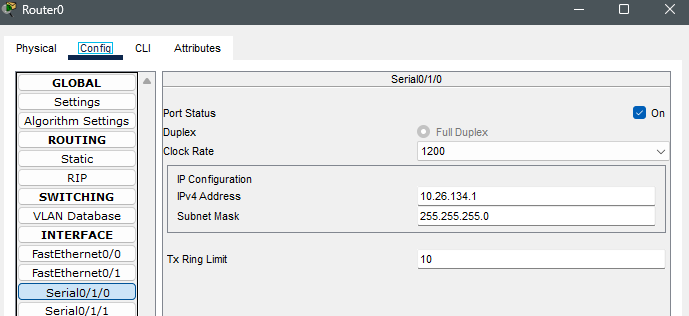 Router0
Physical Config CLI Attributes
GLOBAL
Settings
Algorithm Settings
ROUTING
Static
RIP
SWITCHING
VLAN Database
INTERFACE
FastEthernet0/0
FastEthernet0/1
Serial0/1/0
Serial0/1/1
Serial0/1/0
Port Status On
Duplex Full Duplex
Clock Rate 1200
IP Configuration
IPv4 Address 10.26.134.1
Subnet Mask 255.255.255.0
Tx Ring Limit 10